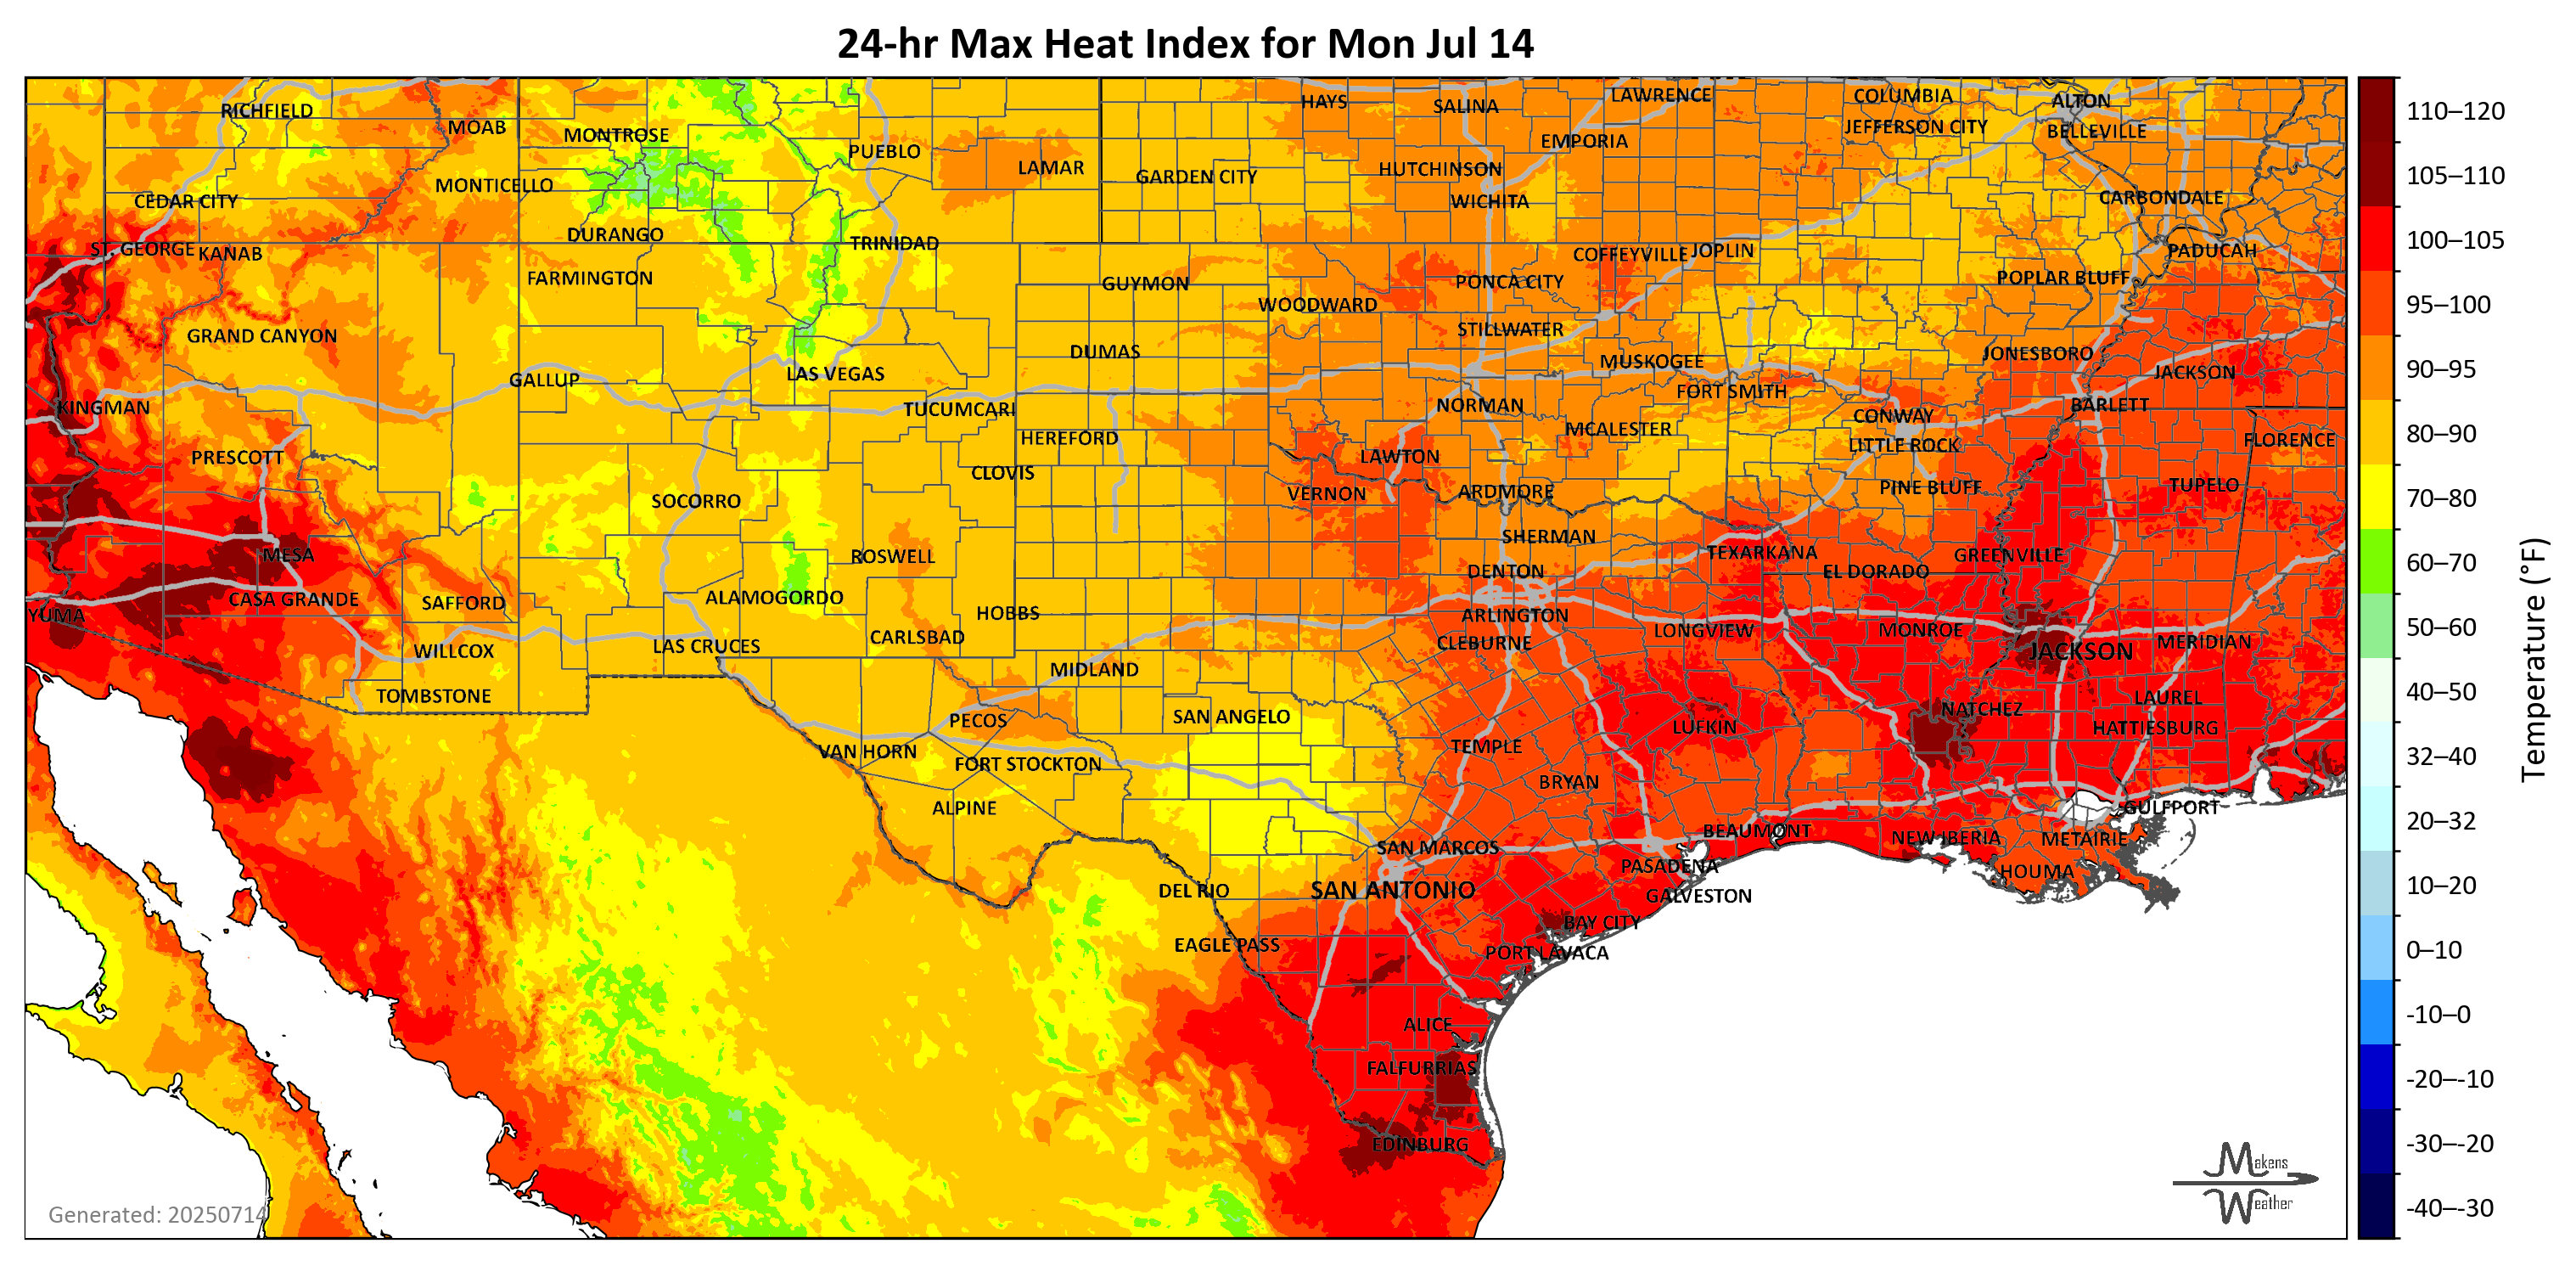 24-hr Max Heat Index for Mon Jul 14
HAYS
SALINA
LAWRENCE
COLUMBIA
ALTON
RICHFIELD
MOAB
MONTROSE
EMPORIA
JEFFERSON CITY
BELLEVILLE
PUEBLO
LAMAR
GARDEN CITY
HUTCHINSON
MONTICELLO
CEDAR CITY
WICHITA
CARBONDALE
DURANGO
TRINIDAD
ST. GEORGE
KANAB
COFFEYVILLE
JOPLIN
PADUCAH
FARMINGTON
GUYMON
PONCA CITY
POPLAR BLUFF
WOODWARD
GRAND CANYON
STILLWATER
DUMAS
JONESBORO
MUSKOGEE
GALLUP
LAS VEGAS
JACKSON
FORT SMITH
KINGMAN
TUCUMCARI
NORMAN
CONWAY
BARLETT
HEREFORD
MCALESTER
LITTLE ROCK
FLORENCE
PRESCOTT
LAWTON
CLOVIS
VERNON
ARDMORE
PINE BLUFF
TUPELO
SOCORRO
SHERMAN
MESA
ROSWELL
TEXARKANA
GREENVILLE
DENTON
EL DORADO
CASA GRANDE
SAFFORD
ALAMOGORDO
HOBBS
YUMA
ARLINGTON
LAS CRUCES
CARLSBAD
CLEBURNE
LONGVIEW
MONROE
MERIDIAN
WILLCOX
JACKSON
MIDLAND
TOMBSTONE
LAUREL
PECOS
SAN ANGELO
NATCHEZ
LUFKIN
HATTIESBURG
VAN HORN
FORT STOCKTON
TEMPLE
BRYAN
ALPINE
GULFPORT
BEAUMONT
NEW IBERIA
METAIRIE
SAN MARCOS
PASADENA
HOUMA
DEL RIO
SAN ANTONIO
GALVESTON
BAY CITY
EAGLE PASS
PORT LAVACA
ALICE
FALFURRIAS
EDINBURG
Generated: 20250714
Makens
Weather
110–120
105–110
100–105
95–100
90–95
80–90
70–80
60–70
50–60
40–50
32–40
20–32
10–20
0–10
-10–0
-20–-10
-30–-20
-40–-30
Temperature (°F)